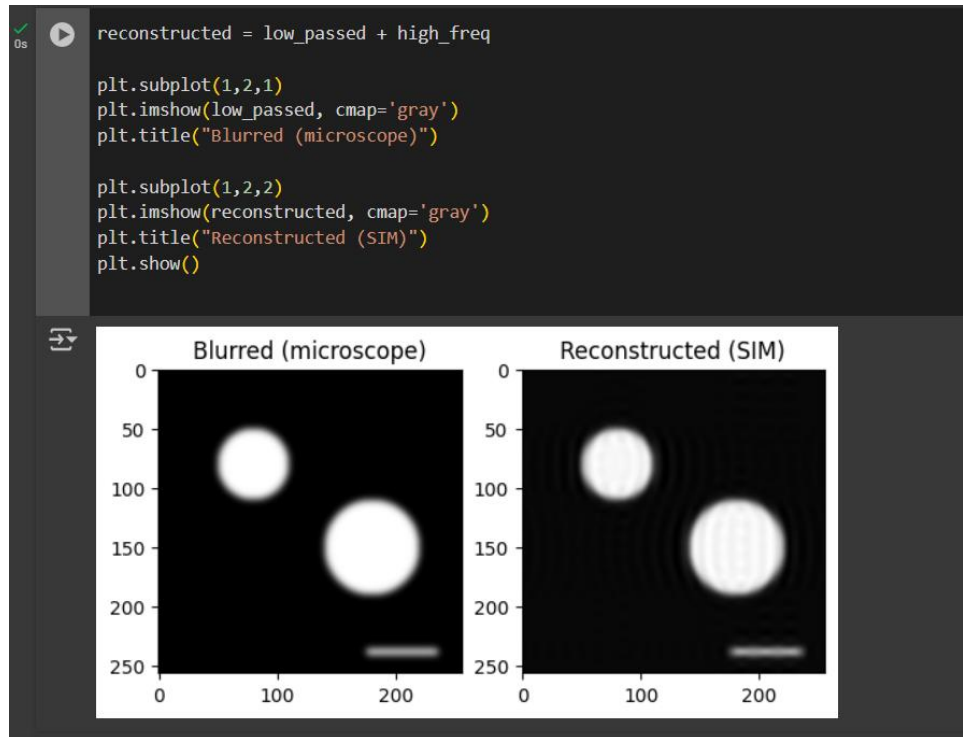 0s
reconstructed = low_passed + high_freq
plt.subplot(1,2,1)
plt.imshow(low_passed, cmap='gray')
plt.title("Blurred (microscope)")
plt.subplot(1,2,2)
plt.imshow(reconstructed, cmap='gray')
plt.title("Reconstructed (SIM)")
plt.show()
Blurred (microscope)
0
50
100
150
200
250
0 100 200
Reconstructed (SIM)
0
50
100
150
200
250
0 100 200